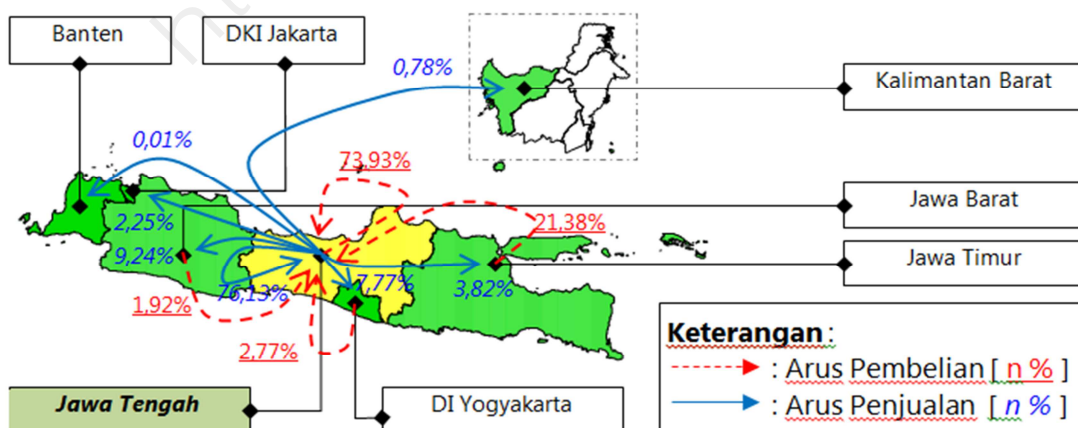 Banten
DKI Jakarta
0,78%
Kalimantan Barat
0,01%
73,93%
Jawa Barat
2,25%
21,38%
9,24%
Jawa Timur
76,13%
7,77%
3,82%
1,92%
2,77%
Keterangan :
: Arus Pembelian [ n % ]
: Arus Penjualan [ n % ]
Jawa Tengah
DI Yogyakarta